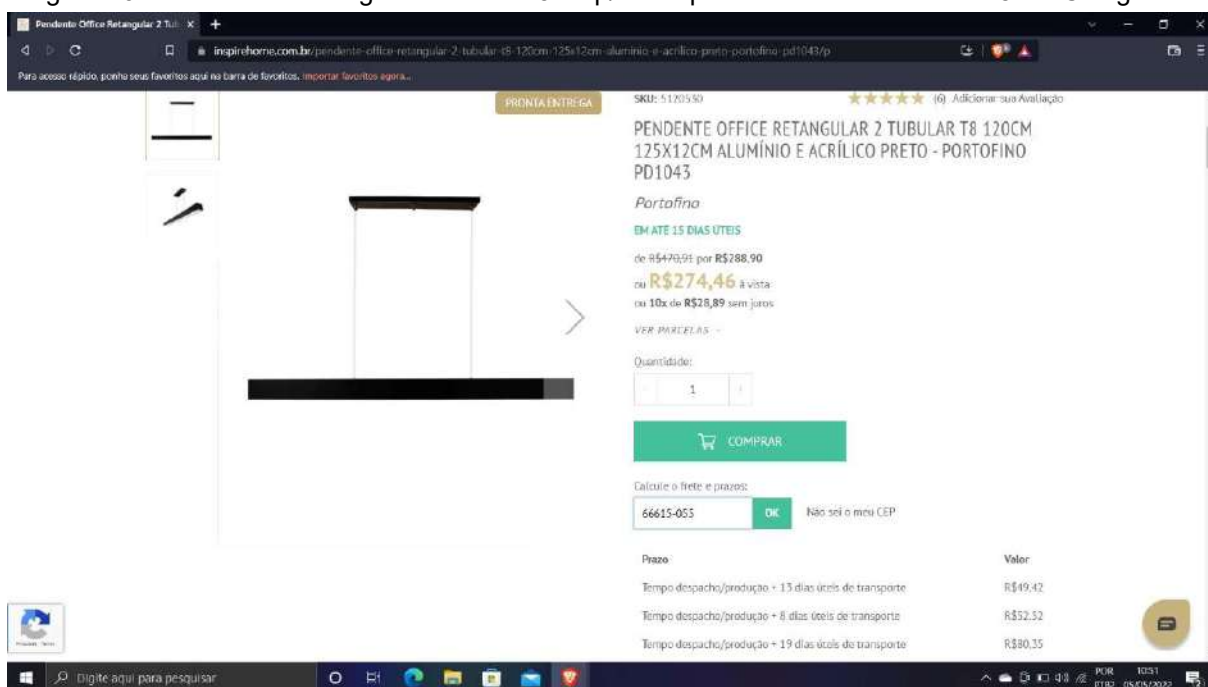 Pendente Office Retangular 2 Tub
inspirehome.com.br/pendente-office-retangular-2-tubular-t8-120cm-125x12cm-aluminio-e-acrilico-preto-portofino-pd1043/p
Para acesso rápido, ponha seus favoritos aqui na barra de favoritos. Importar favoritos agora...
PRONTA ENTREGA
SKU: 5120550
(6) Adicionar sua Avaliação
PENDENTE OFFICE RETANGULAR 2 TUBULAR T8 120CM
125X12CM ALUMÍNIO E ACRÍLICO PRETO - PORTOFINO
PD1043
Portofino
EM ATÉ 15 DIAS ÚTEIS
de R$470,91 por R$288,90
ou R$274,46 à vista
ou 10x de R$28,89 sem juros
VER PARCELAS
Quantidade:
- 1 +
COMPRAR
Calcule o frete e prazos:
66615-055 OK Não sei o meu CEP
Prazo Valor
Tempo despacho/produção + 13 dias úteis de transporte R$49,42
Tempo despacho/produção + 8 dias úteis de transporte R$52,52
Tempo despacho/produção + 19 dias úteis de transporte R$80,35
Digite aqui para pesquisar
POR 10:51
PTB2 05/05/2022